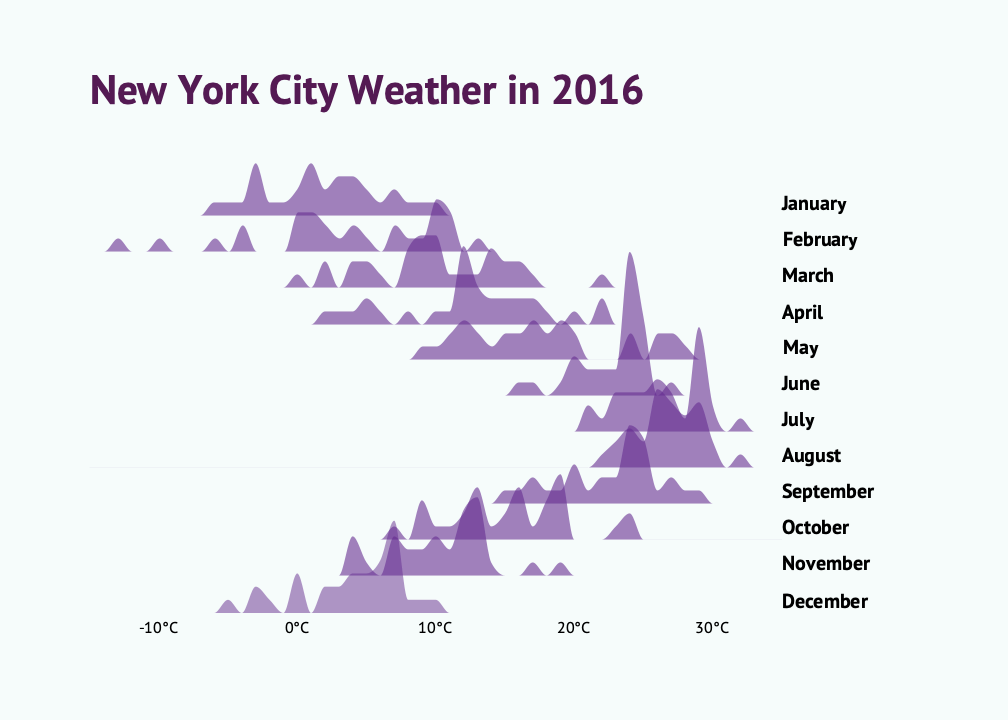 New York City Weather in 2016
January
February
March
April
May
June
July
August
September
October
November
December
-10°C 0°C 10°C 20°C 30°C